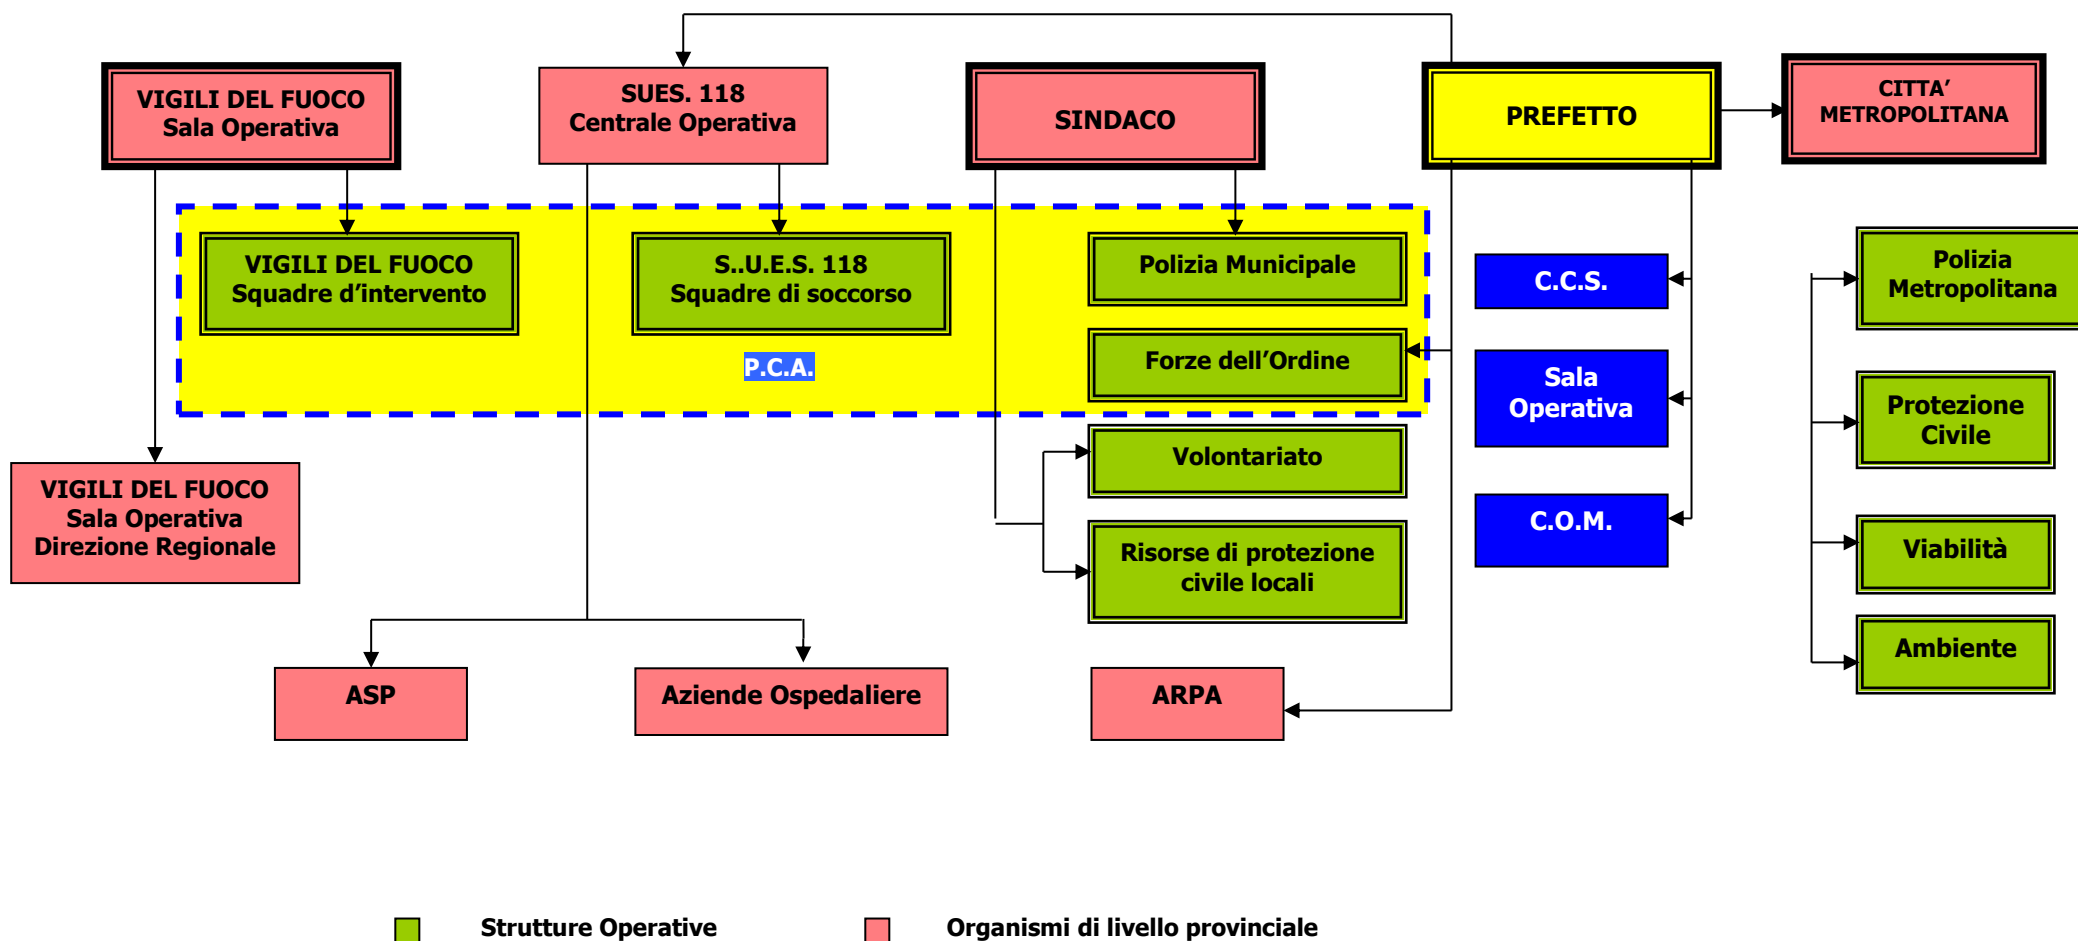 VIGILI DEL FUOCO
Sala Operativa
SUES. 118
Centrale Operativa
SINDACO
PREFETTO
CITTA’
METROPOLITANA
VIGILI DEL FUOCO
Squadre d’intervento
S..U.E.S. 118
Squadre di soccorso
Polizia Municipale
C.C.S.
Polizia
Metropolitana
P.C.A.
Forze dell’Ordine
Sala
Operativa
Protezione
Civile
Volontariato
VIGILI DEL FUOCO
Sala Operativa
Direzione Regionale
C.O.M.
Risorse di protezione
civile locali
Viabilità
Ambiente
ASP
Aziende Ospedaliere
ARPA
Strutture Operative
Organismi di livello provinciale